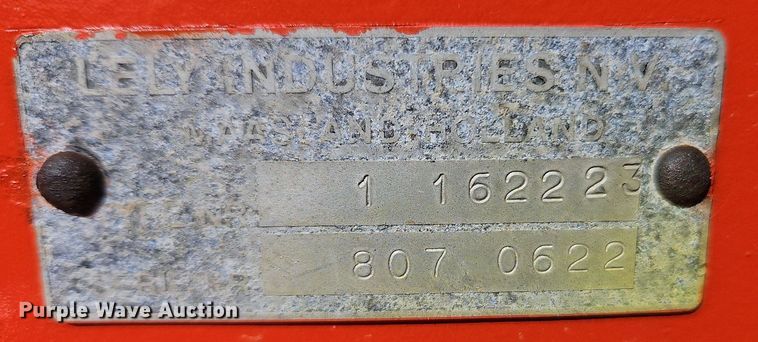 LELY INDUSTRIES N.V.
MAASLAND-HOLLAND
1 162223
807 0622
Purple Wave Auction